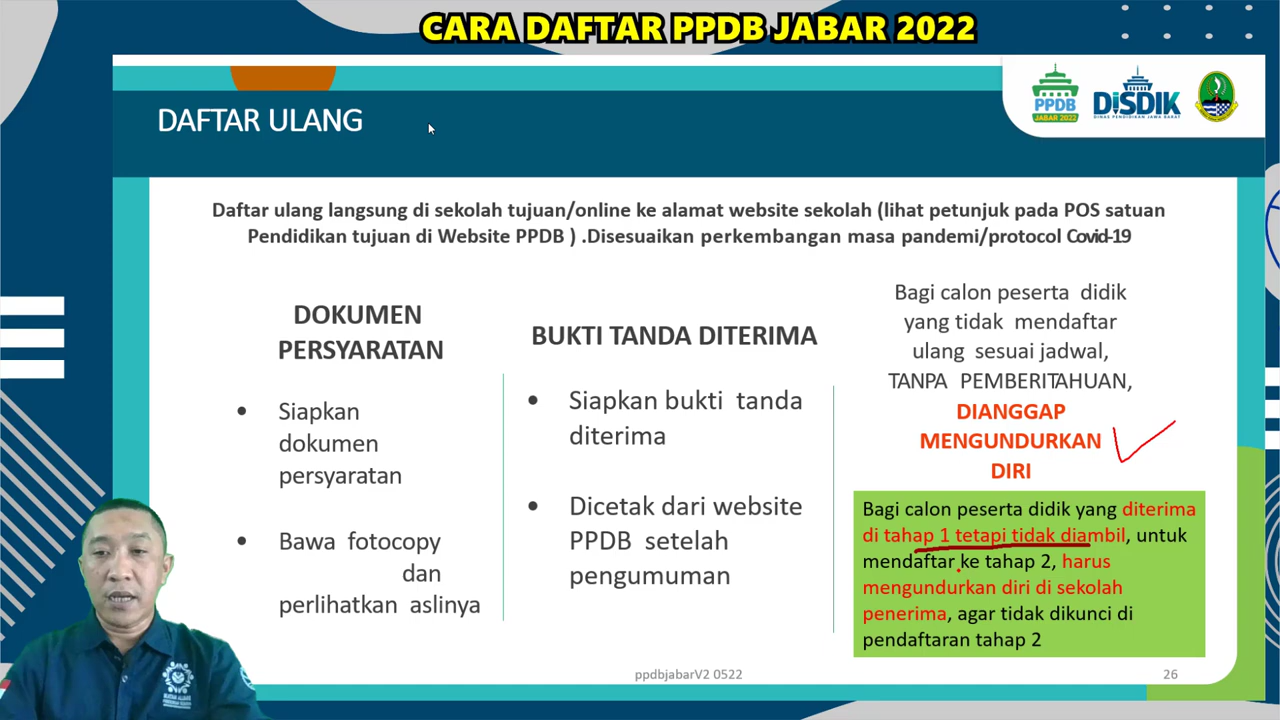 CARA DAFTAR PPDB JABAR 2022
PPDB
JABAR 2022
DISDIK
DINAS PENDIDIKAN JAWA BARAT
DAFTAR ULANG
Daftar ulang langsung di sekolah tujuan/online ke alamat website sekolah (lihat petunjuk pada POS satuan
Pendidikan tujuan di Website PPDB ) .Disesuaikan perkembangan masa pandemi/protocol Covid-19
DOKUMEN
PERSYARATAN
• Siapkan
dokumen
persyaratan
• Bawa fotocopy
dan
perlihatkan aslinya
BUKTI TANDA DITERIMA
• Siapkan bukti tanda
diterima
• Dicetak dari website
PPDB setelah
pengumuman
Bagi calon peserta didik
yang tidak mendaftar
ulang sesuai jadwal,
TANPA PEMBERITAHUAN,
DIANGGAP
MENGUNDURKAN
DIRI
Bagi calon peserta didik yang diterima
di tahap 1 tetapi tidak diambil, untuk
mendaftar ke tahap 2, harus
mengundurkan diri di sekolah
penerima, agar tidak dikunci di
pendaftaran tahap 2
ppdbjabarV2 0522
26